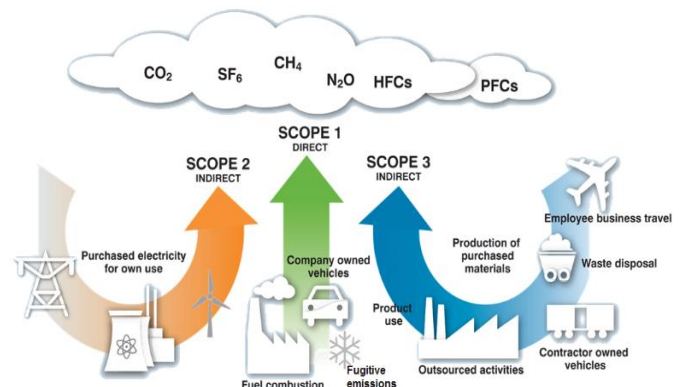 CO₂
SF₆
CH₄
N₂O
HFCs
PFCs
SCOPE 1
DIRECT
SCOPE 2
INDIRECT
SCOPE 3
INDIRECT
Purchased electricity
for own use
Company owned
vehicles
Fuel combustion
Fugitive
emissions
Production of
purchased
materials
Product
use
Outsourced activities
Employee business travel
Waste disposal
Contractor owned
vehicles